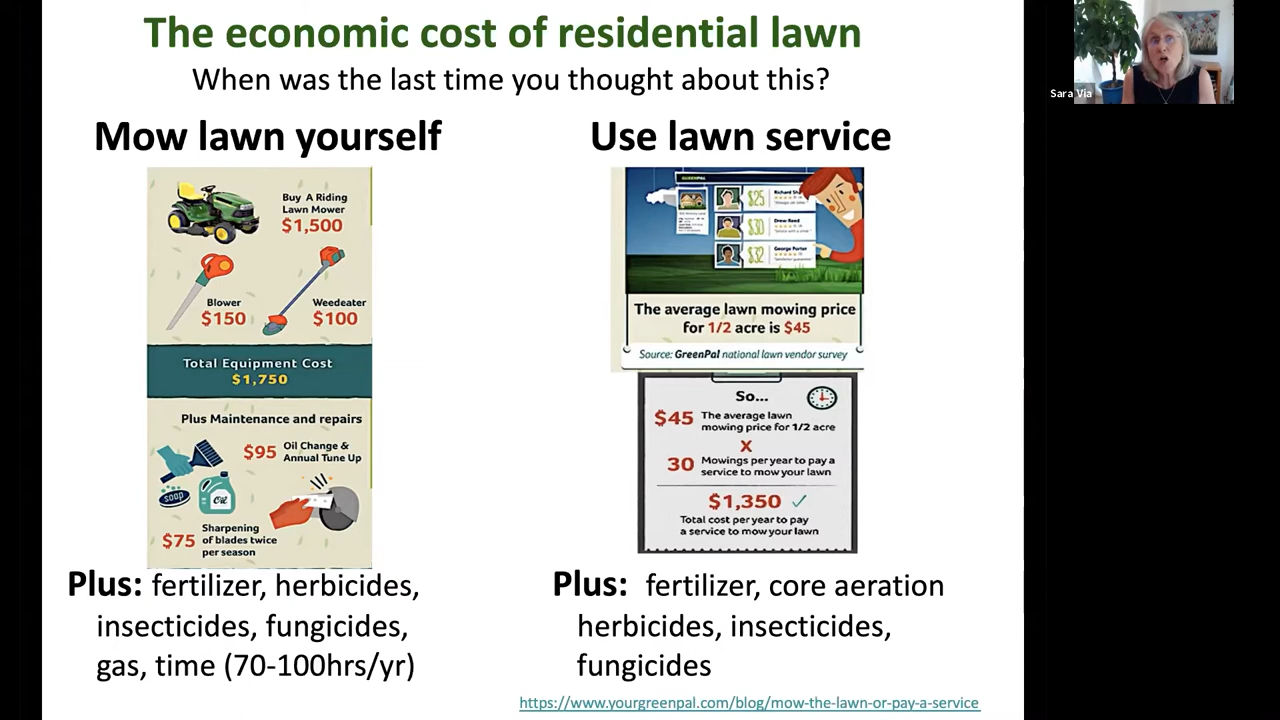 The economic cost of residential lawn
When was the last time you thought about this?
Mow lawn yourself
Buy A Riding
Lawn Mower
$1,500
Blower
$150
Weedeater
$100
Total Equipment Cost
$1,750
Plus Maintenance and repairs
$95 Oil Change &
Annual Tune Up
soap
Oil
$75 Sharpening
of blades twice
per season
Plus: fertilizer, herbicides,
insecticides, fungicides,
gas, time (70-100hrs/yr)
Use lawn service
$25
$30 Drew Reed
$32 George Porter
The average lawn mowing price
for 1/2 acre is $45
Source: GreenPal national lawn vendor survey
So...
$45 The average lawn
mowing price for 1/2 acre
X
30 Mowings per year to pay a
service to mow your lawn
$1,350
Total cost per year to pay
a service to mow your lawn
Plus: fertilizer, core aeration
herbicides, insecticides,
fungicides
https://www.yourgreenpal.com/blog/mow-the-lawn-or-pay-a-service
Sara Via